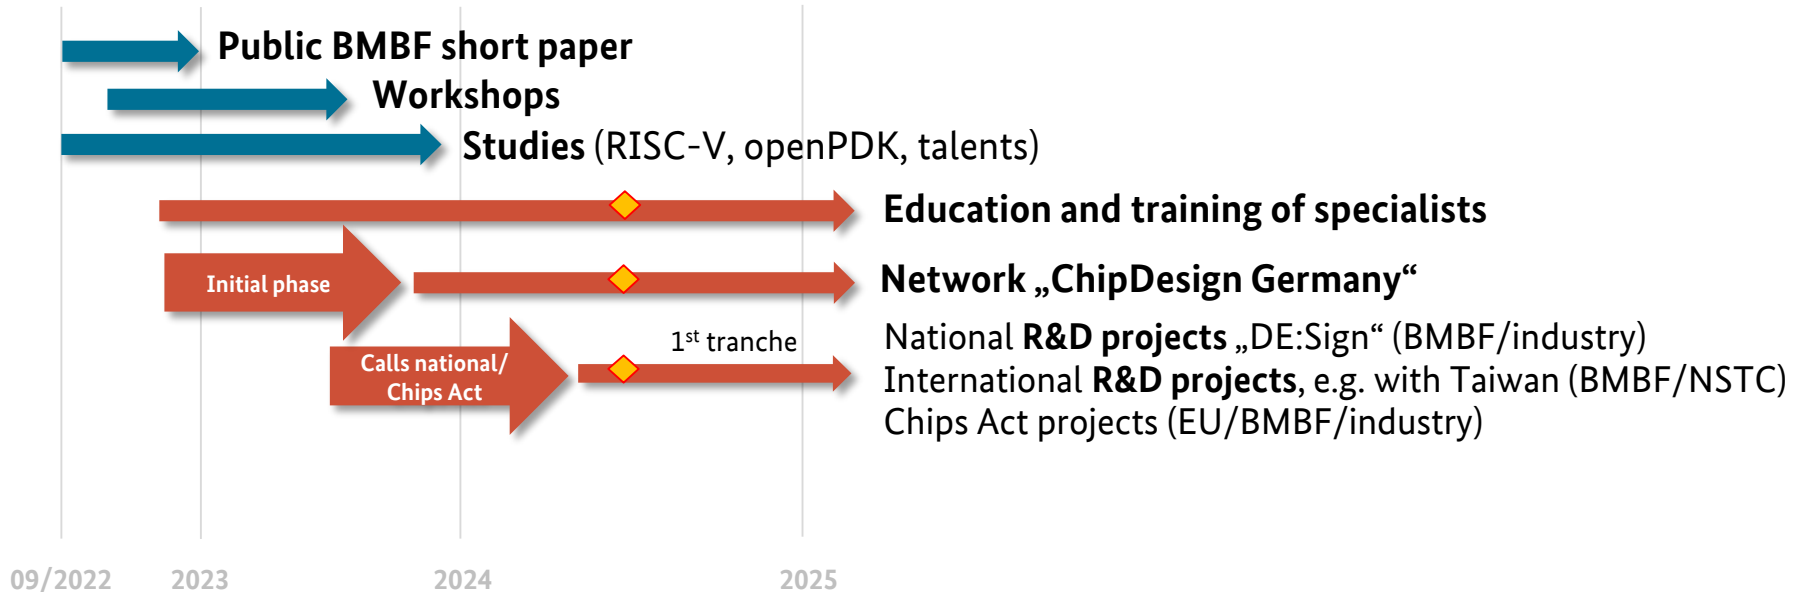 Public BMBF short paper
Workshops
Studies (RISC-V, openPDK, talents)
Education and training of specialists
Initial phase
Network „ChipDesign Germany“
Calls national/
Chips Act
1st tranche
National R&D projects „DE:Sign“ (BMBF/industry)
International R&D projects, e.g. with Taiwan (BMBF/NSTC)
Chips Act projects (EU/BMBF/industry)
09/2022 2023 2024 2025